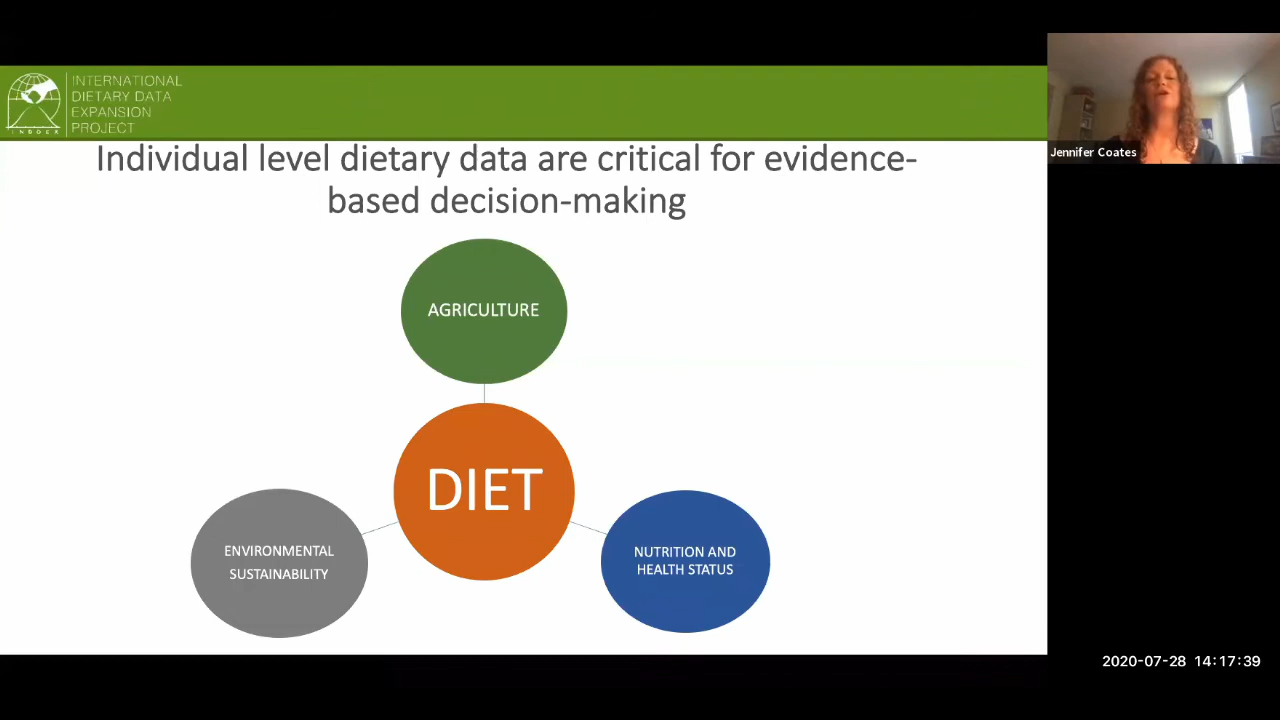 INTERNATIONAL
DIETARY DATA
EXPANSION
PROJECT
INDDEX
Individual level dietary data are critical for evidence-
based decision-making
AGRICULTURE
DIET
ENVIRONMENTAL
SUSTAINABILITY
NUTRITION AND
HEALTH STATUS
Jennifer Coates
2020-07-28 14:17:39